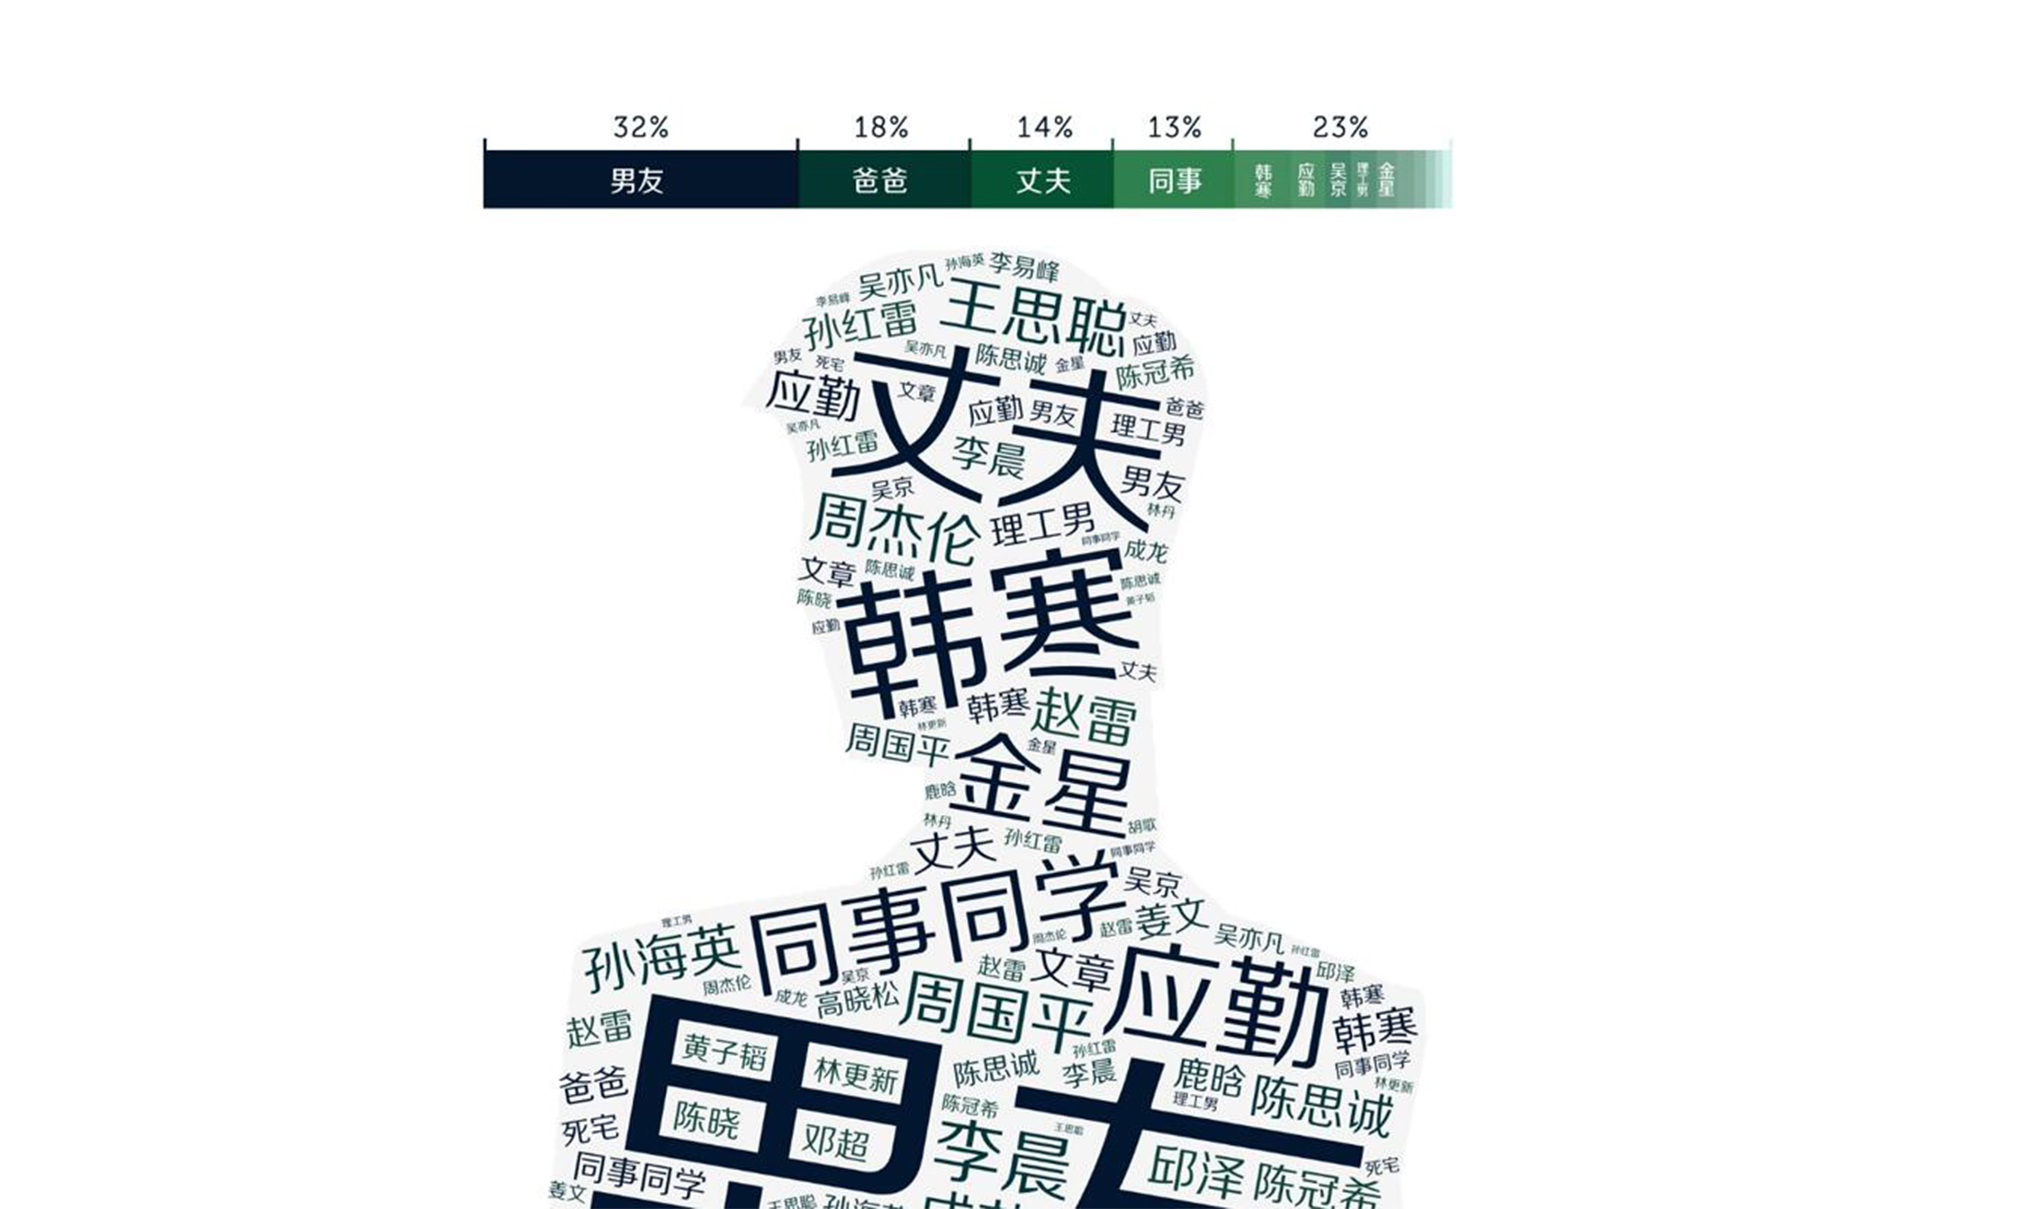 32% 18% 14% 13% 23%
男友 爸爸 丈夫 同事 韩寒 应勤 吴京 理工男 金星
孙海英 李易峰
吴亦凡
李易峰 王思聪
孙红雷 丈夫
应勤
男友 死宅 吴亦凡 陈思诚 金星 陈冠希
丈夫
应勤 文章 应勤 男友 爸爸
吴亦凡 理工男
孙红雷 李晨
吴京 男友
林丹
周杰伦 理工男
同事同学 成龙
文章 陈思诚 陈思诚
陈晓 黄子韬
韩寒
应勤
丈夫
韩寒 韩寒 赵雷
林更新
周国平 金星
金星
鹿晗
林丹 胡歌
丈夫 孙红雷 同事同学
孙红雷 吴京
同事同学
理工男
孙海英 周杰伦 赵雷 姜文 吴亦凡 孙红雷
吴京 赵雷 文章 邱泽
周杰伦 成龙 高晓松 周国平 应勤 韩寒
赵雷 韩寒
男友
黄子韬 林更新 陈思诚 孙红雷 李晨 鹿晗 同事同学
爸爸 陈思诚 林更新
陈晓 邓超 陈冠希 理工男
死宅 李晨 王思聪
同事同学 邱泽 陈冠希 死宅
姜文 王思聪 孙海英